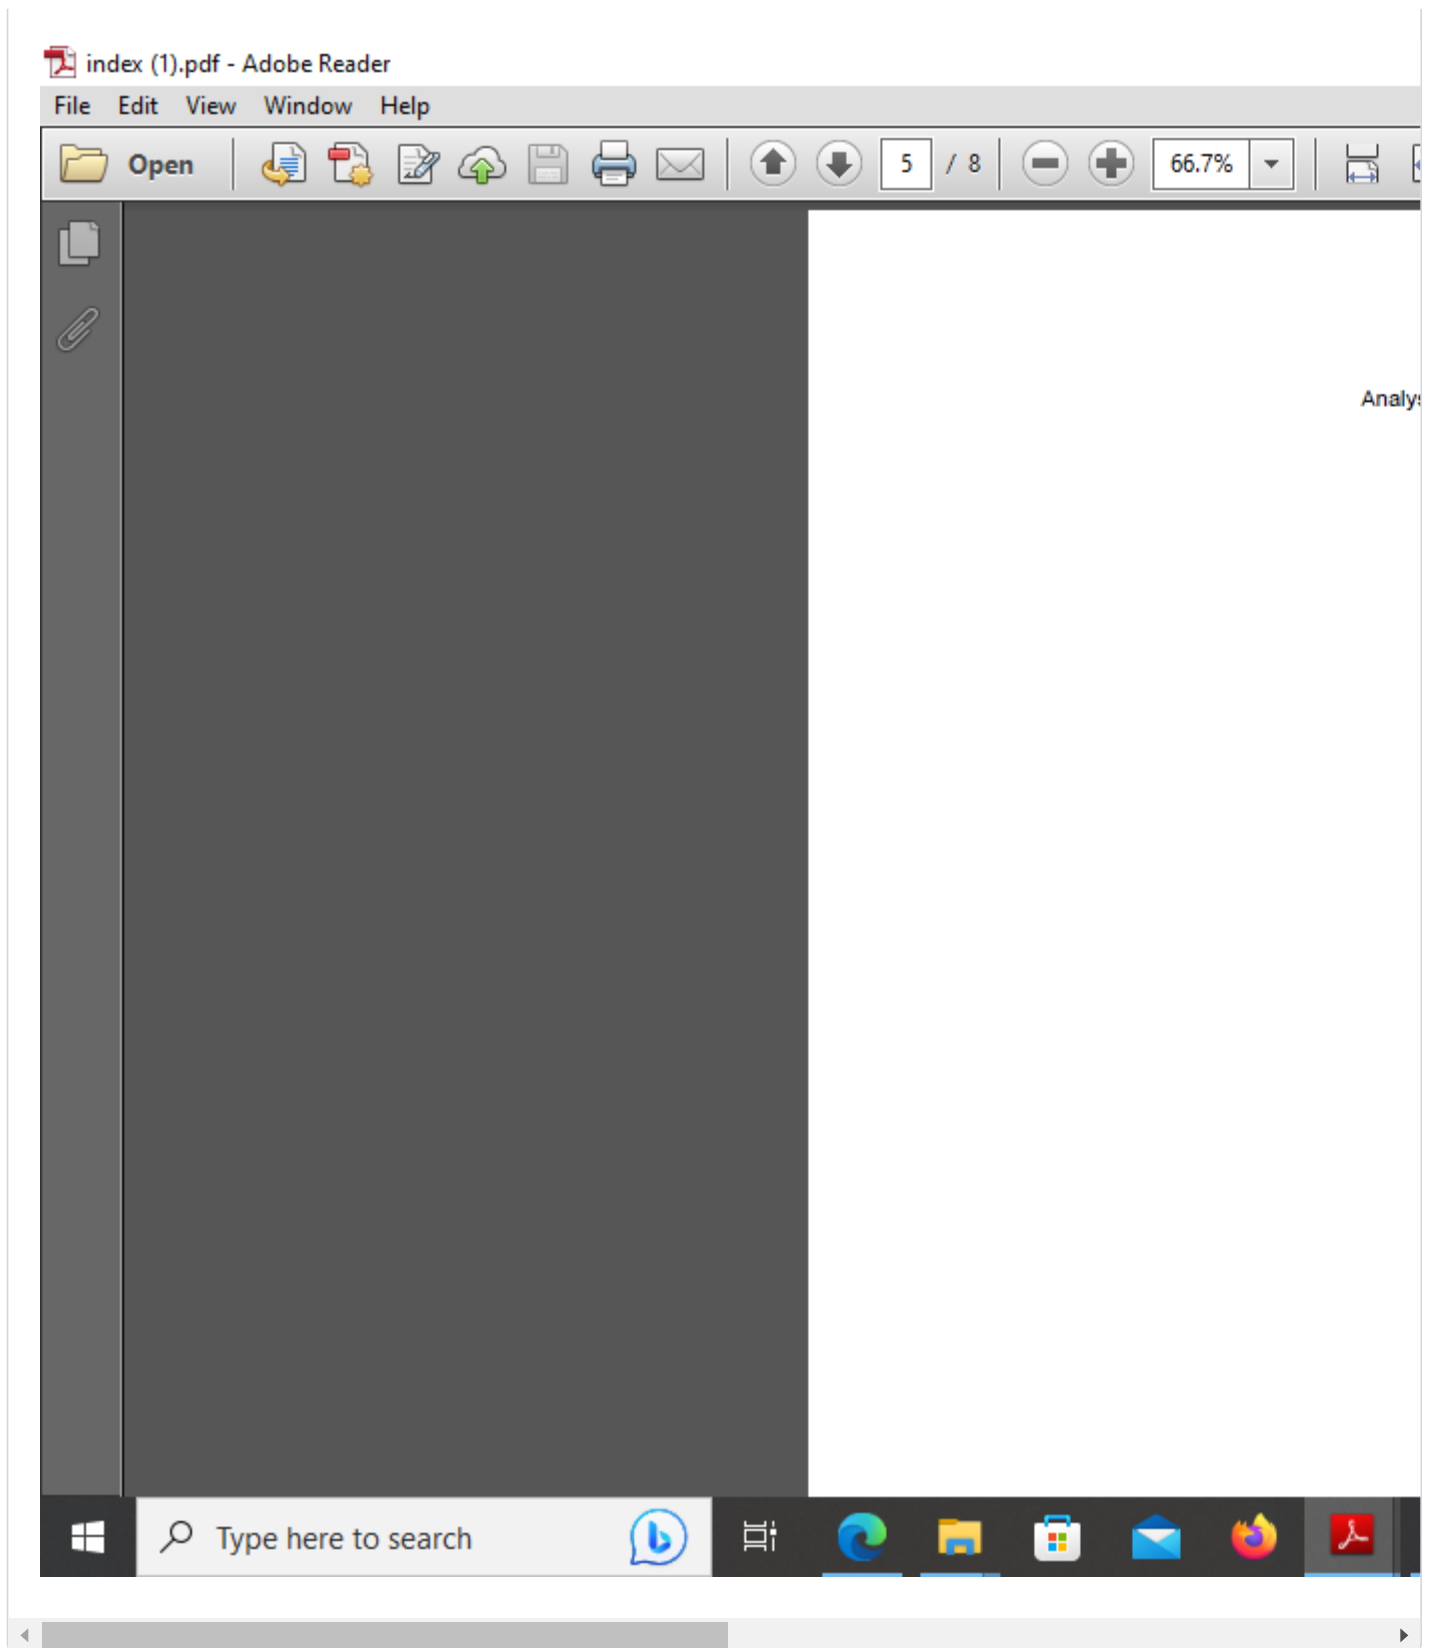 index (1).pdf - Adobe Reader
File Edit View Window Help
Open 5 / 8 66.7%
Analys
Type here to search